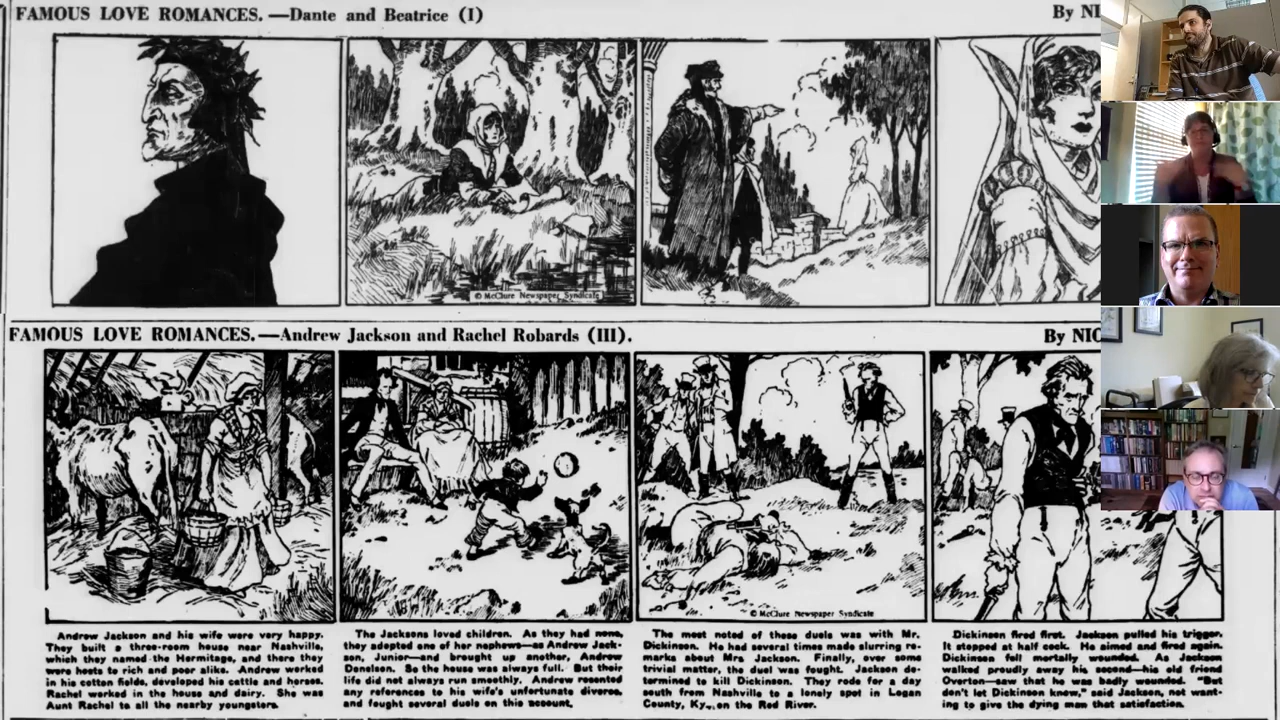 FAMOUS LOVE ROMANCES. —Dante and Beatrice (I)
By NI
© McClure Newspaper Syndicate
FAMOUS LOVE ROMANCES. —Andrew Jackson and Rachel Robards (III).
By NIC
© McClure Newspaper Syndicate
Andrew Jackson and his wife were very happy.
They built a three-room house near Nashville,
which they named the Hermitage, and there they
were hosts to rich and poor alike. Andrew worked
in his cotton fields, developed his cattle and horses.
Rachel worked in the house and dairy. She was
Aunt Rachel to all the nearby youngsters.
The Jacksons loved children. As they had none,
they adopted one of her nephews—as Andrew Jack-
son, Junior—and brought up another, Andrew
Donelson. So the house was always full. But their
life did not always run smoothly. Andrew resented
any references to his wife's unfortunate divorce,
and fought several duels on this account.
The most noted of these duels was with Mr.
Dickinson. He had several times made slurring re-
marks about Mrs. Jackson. Finally, over some
trivial matter, the duel was fought. Jackson de-
termined to kill Dickinson. They rode for a day
south from Nashville to a lonely spot in Logan
County, Ky., on the Red River.
Dickinson fired first. Jackson pulled his trigger.
It stopped at half cock. He aimed and fired again.
Dickinson fell mortally wounded. As Jackson
walked proudly away his second—his old friend
Overton—saw that he was badly wounded. "But
don't let Dickinson know," said Jackson, not want-
ing to give the dying man that satisfaction.